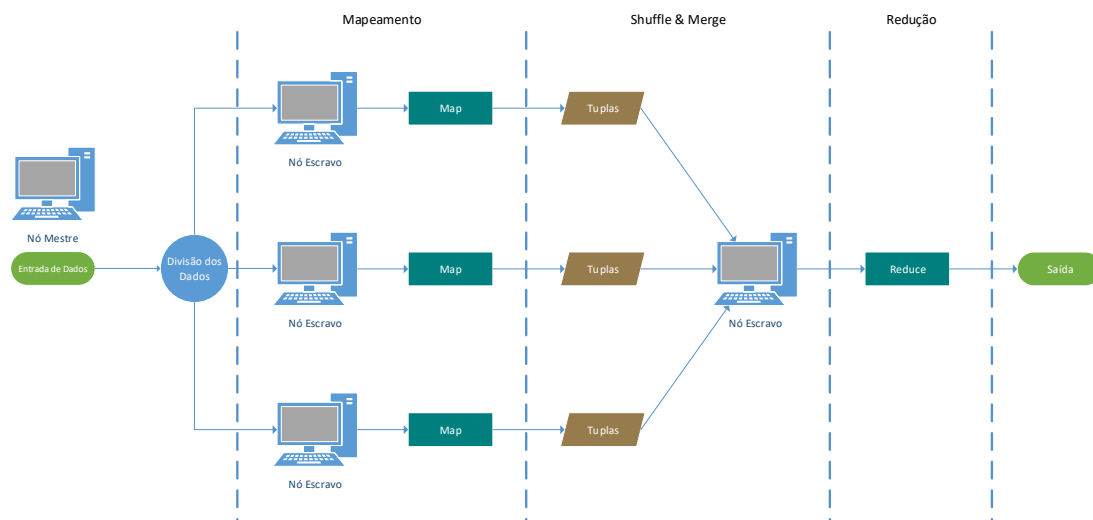 Mapeamento
Shuffle & Merge
Redução
Map
Tuplas
Nó Escravo
Nó Mestre
Entrada de Dados
Divisão dos
Dados
Map
Tuplas
Reduce
Saída
Nó Escravo
Nó Escravo
Map
Tuplas
Nó Escravo